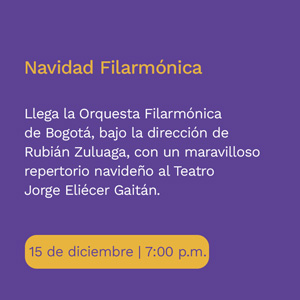 Navidad Filarmónica
Llega la Orquesta Filarmónica
de Bogotá, bajo la dirección de
Rubián Zuluaga, con un maravilloso
repertorio navideño al Teatro
Jorge Eliécer Gaitán.
15 de diciembre | 7:00 p.m.